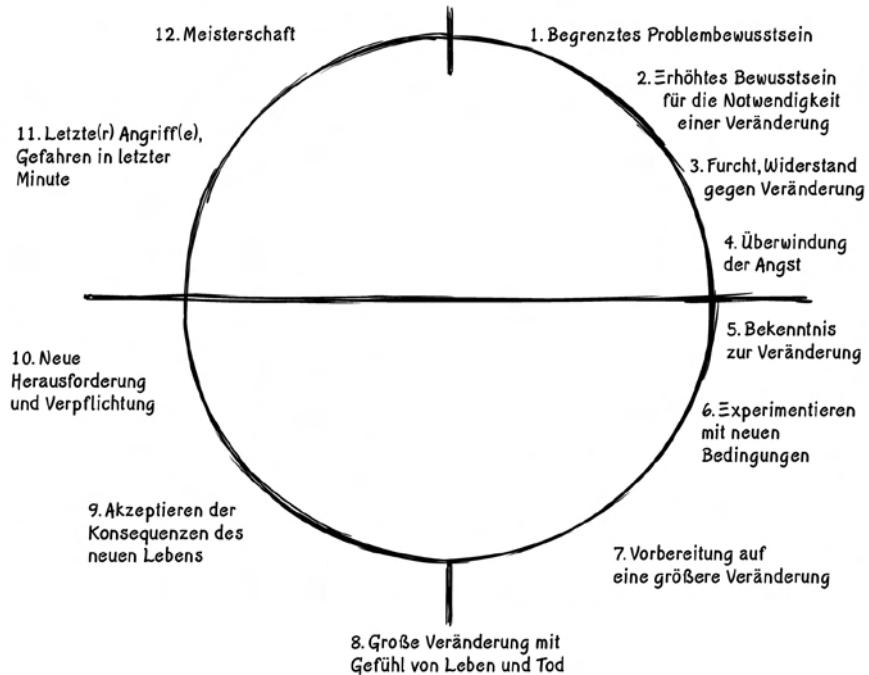 12. Meisterschaft
1. Begrenztes Problembewusstsein
2. Erhöhtes Bewusstsein
für die Notwendigkeit
einer Veränderung
3. Furcht, Widerstand
gegen Veränderung
4. Überwindung
der Angst
5. Bekenntnis
zur Veränderung
6. Experimentieren
mit neuen
Bedingungen
7. Vorbereitung auf
eine größere Veränderung
8. Große Veränderung mit
Gefühl von Leben und Tod
9. Akzeptieren der
Konsequenzen des
neuen Lebens
10. Neue
Herausforderung
und Verpflichtung
11. Letzte(r) Angriff(e),
Gefahren in letzter
Minute